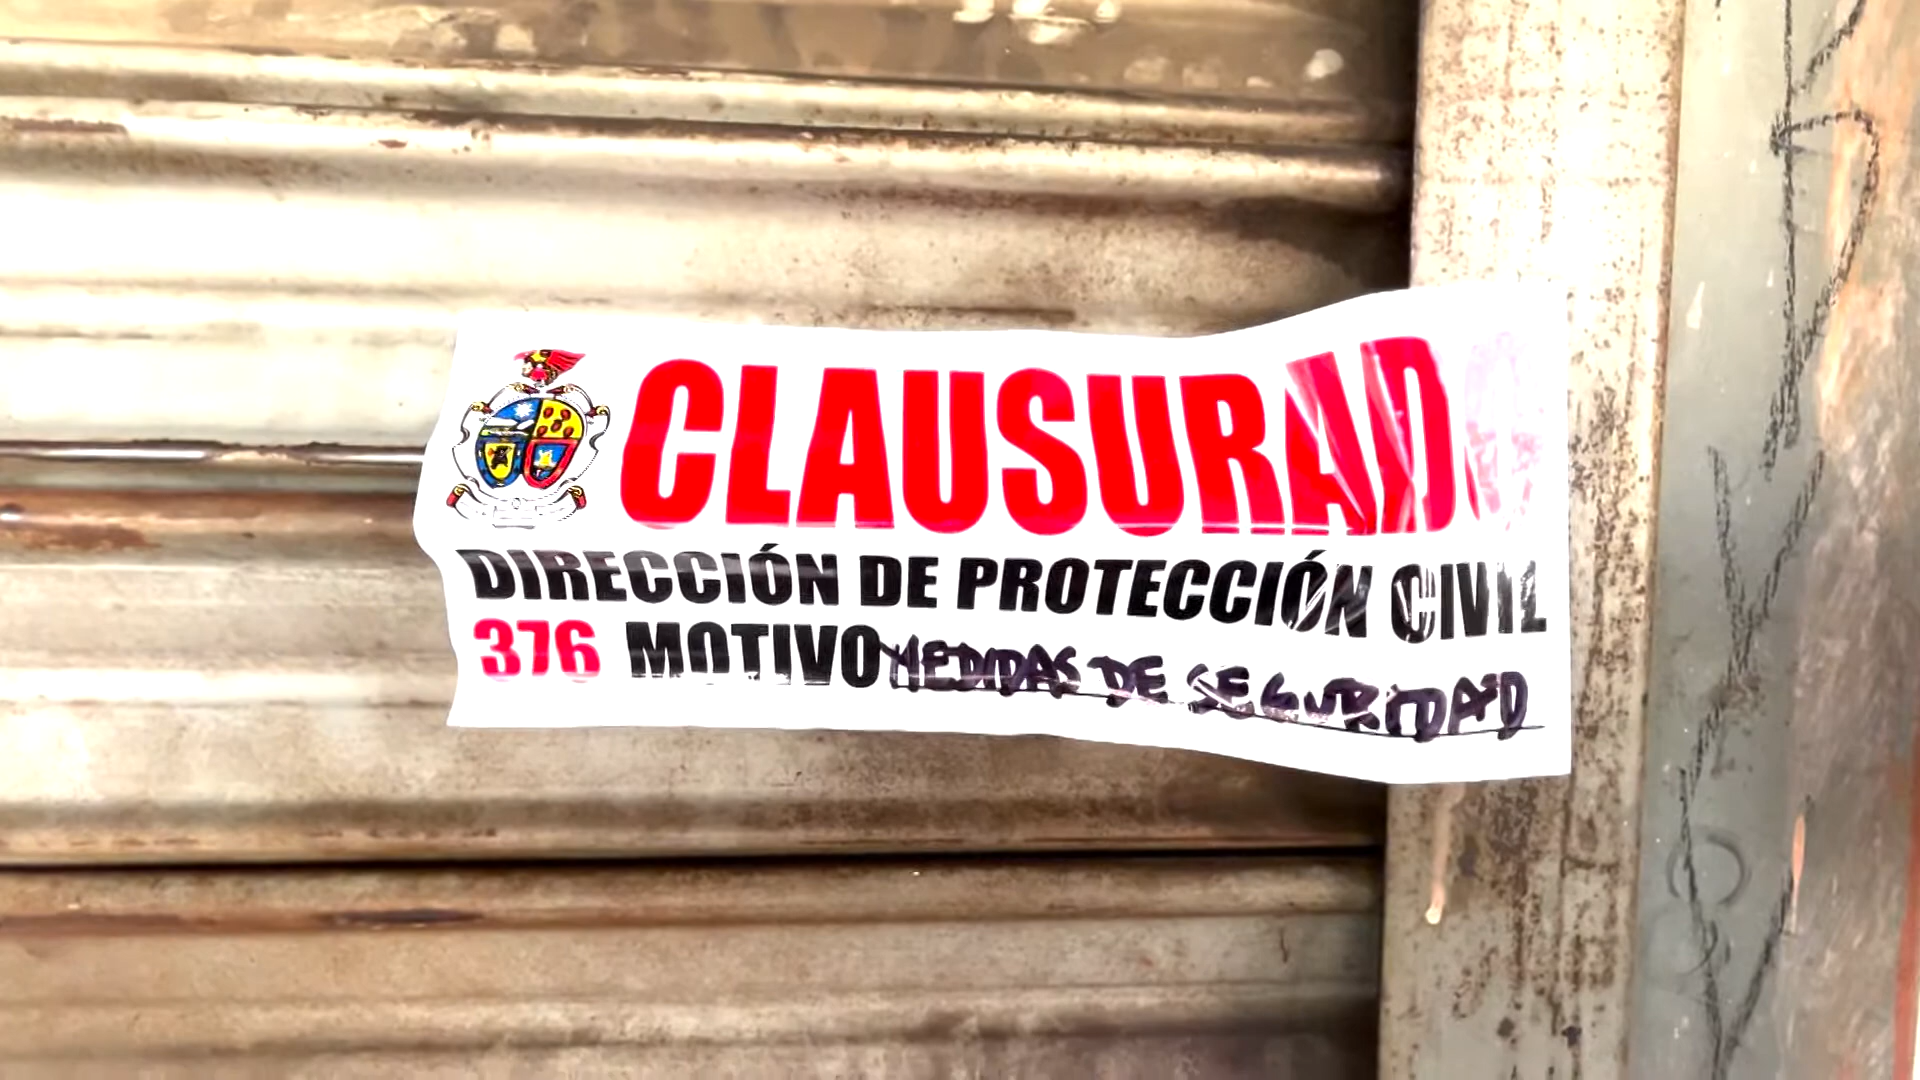 CLAUSURADO
DIRECCIÓN DE PROTECCIÓN CIVIL
376 MOTIVO MEDIDAS DE SEGURIDAD